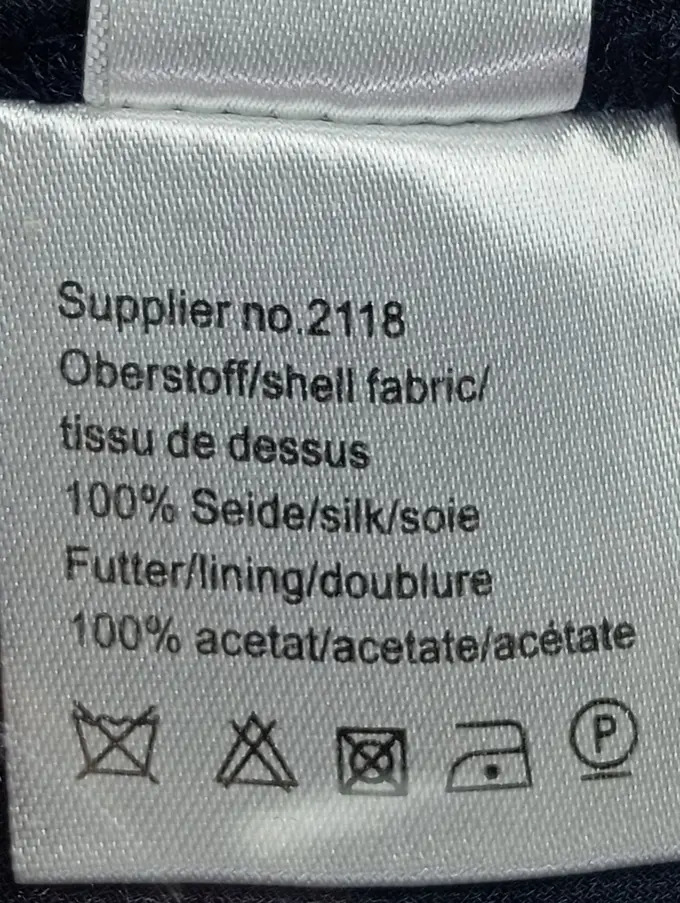 Supplier no.2118
Oberstoff/shell fabric/
tissu de dessus
100% Seide/silk/soie
Futter/lining/doublure
100% acetat/acetate/acétate
P